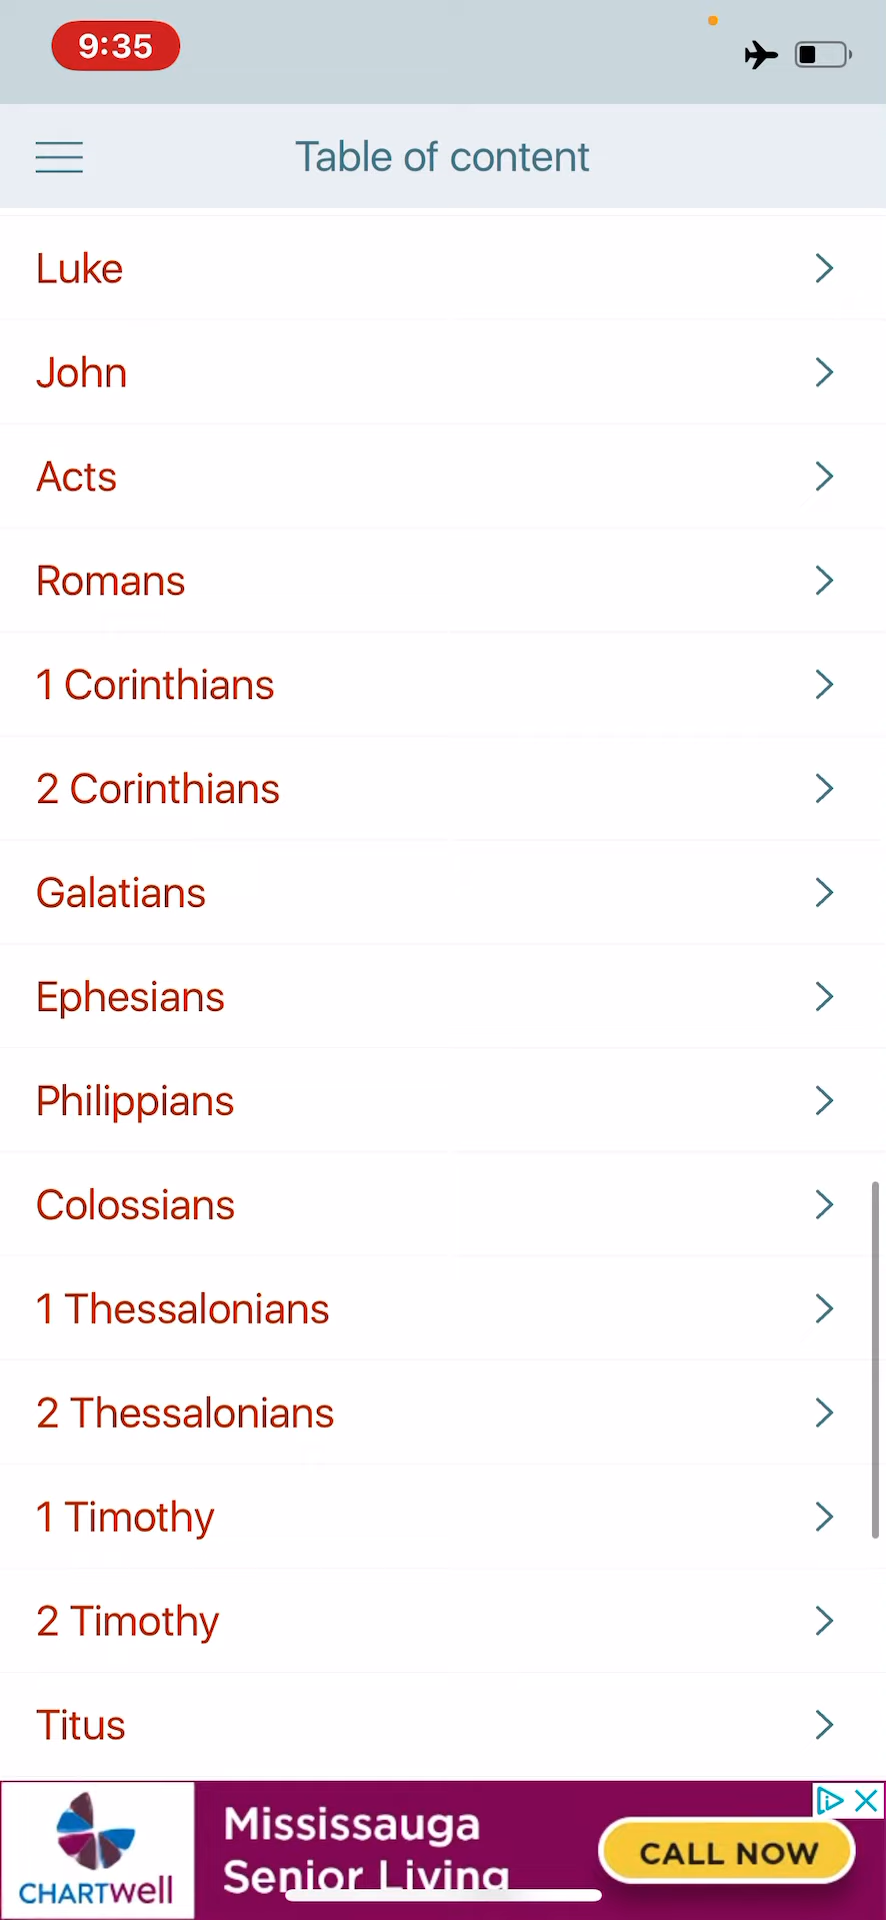 9:35
Table of content
Luke
John
Acts
Romans
1 Corinthians
2 Corinthians
Galatians
Ephesians
Philippians
Colossians
1 Thessalonians
2 Thessalonians
1 Timothy
2 Timothy
Titus
Mississauga
Senior Living
CALL NOW
CHARTwell